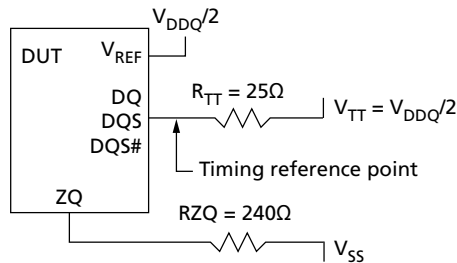 V_DDQ/2
DUT
V_REF
DQ
DQS
DQS#
R_TT = 25Ω
V_TT = V_DDQ/2
Timing reference point
ZQ
RZQ = 240Ω
V_SS